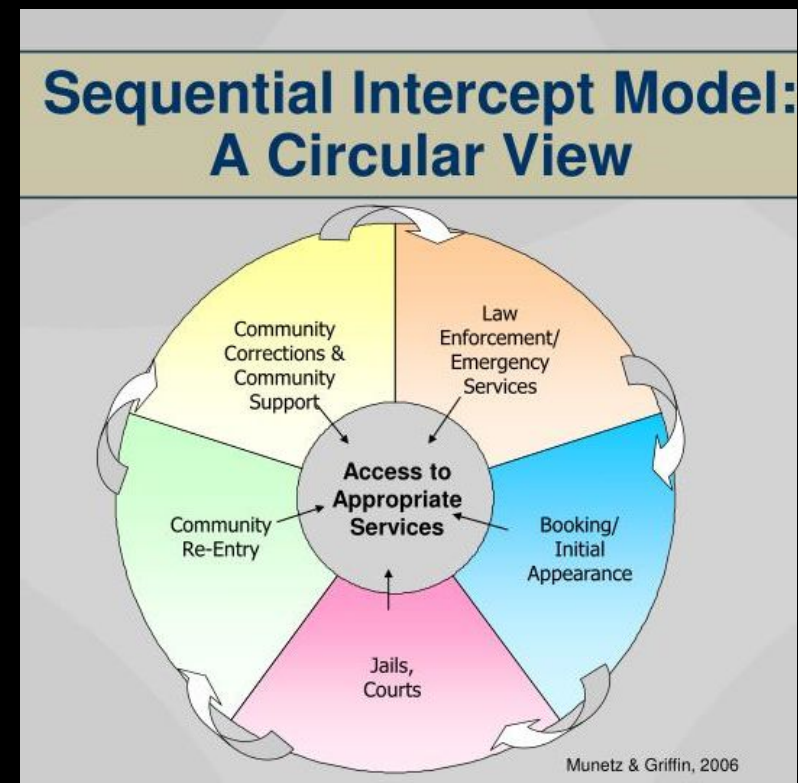 Sequential Intercept Model:
A Circular View
Community
Corrections &
Community
Support
Law
Enforcement/
Emergency
Services
Access to
Appropriate
Services
Community
Re-Entry
Booking/
Initial
Appearance
Jails,
Courts
Munetz & Griffin, 2006